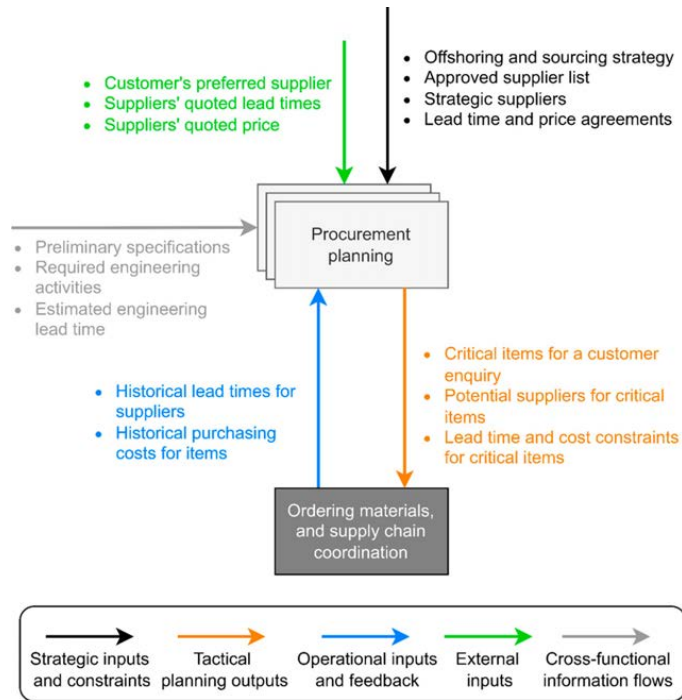 • Offshoring and sourcing strategy
• Approved supplier list
• Strategic suppliers
• Lead time and price agreements
• Customer's preferred supplier
• Suppliers' quoted lead times
• Suppliers' quoted price
Procurement
planning
• Preliminary specifications
• Required engineering
activities
• Estimated engineering
lead time
• Historical lead times for
suppliers
• Historical purchasing
costs for items
• Critical items for a customer
enquiry
• Potential suppliers for critical
items
• Lead time and cost constraints
for critical items
Ordering materials,
and supply chain
coordination
Strategic inputs
and constraints
Tactical
planning outputs
Operational inputs
and feedback
External
inputs
Cross-functional
information flows